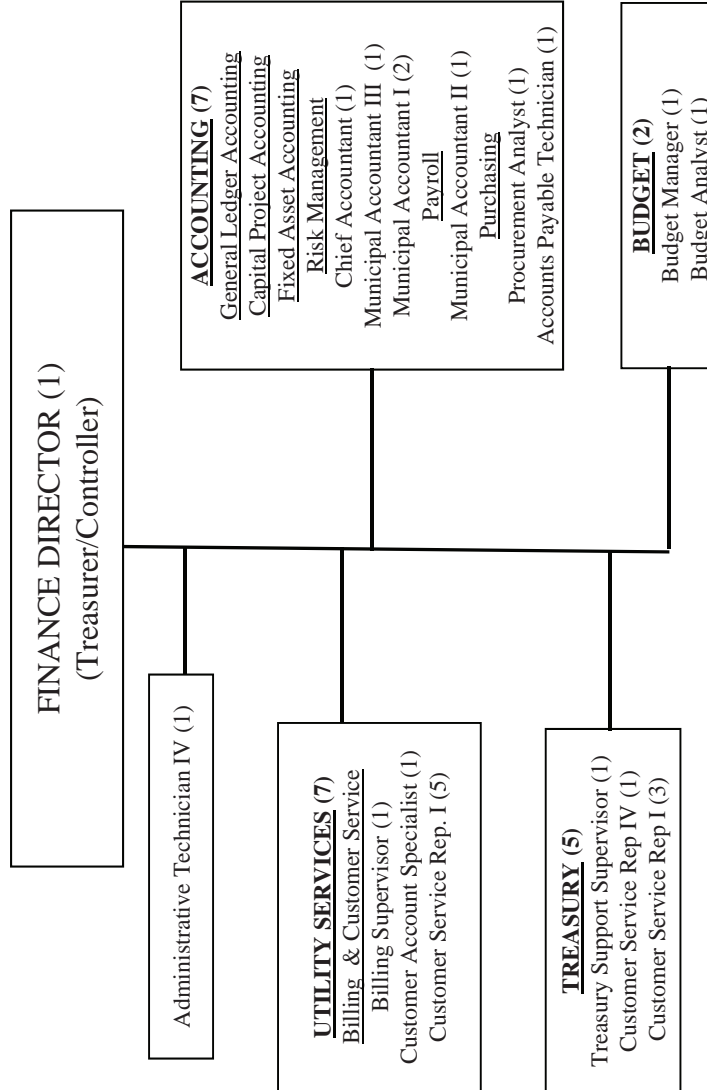 FINANCE DIRECTOR (1)
(Treasurer/Controller)
Administrative Technician IV (1)
UTILITY SERVICES (7)
Billing & Customer Service
Billing Supervisor (1)
Customer Account Specialist (1)
Customer Service Rep. I (5)
TREASURY (5)
Treasury Support Supervisor (1)
Customer Service Rep IV (1)
Customer Service Rep I (3)
ACCOUNTING (7)
General Ledger Accounting
Capital Project Accounting
Fixed Asset Accounting
Risk Management
Chief Accountant (1)
Municipal Accountant III (1)
Municipal Accountant I (2)
Payroll
Municipal Accountant II (1)
Purchasing
Procurement Analyst (1)
Accounts Payable Technician (1)
BUDGET (2)
Budget Manager (1)
Budget Analyst (1)